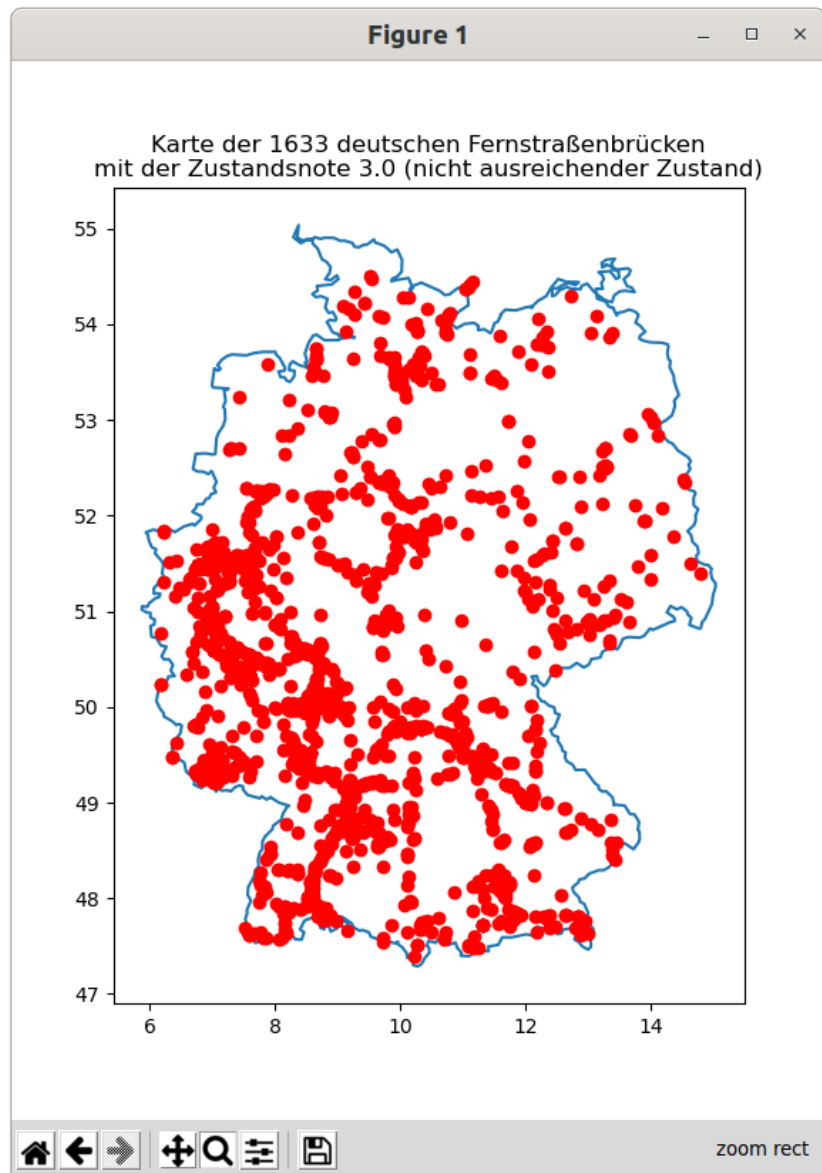 Figure 1
Karte der 1633 deutschen Fernstraßenbrücken
mit der Zustandsnote 3.0 (nicht ausreichender Zustand)
55
54
53
52
51
50
49
48
47
6 8 10 12 14
zoom rect